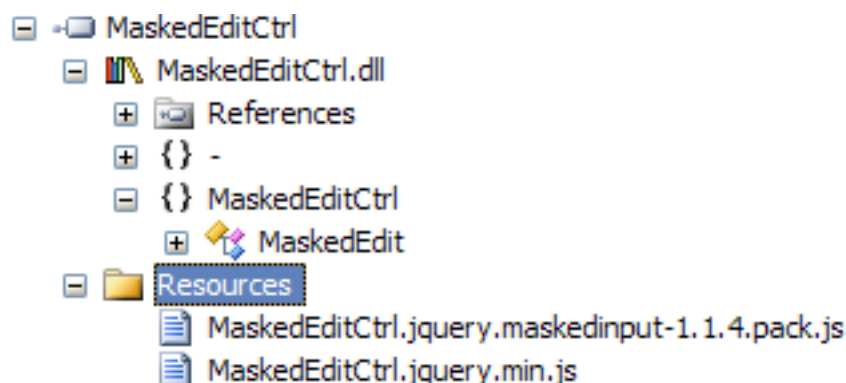 MaskedEditCtrl
MaskedEditCtrl.dll
References
{} -
{} MaskedEditCtrl
MaskedEdit
Resources
MaskedEditCtrl.jquery.maskedinput-1.1.4.pack.js
MaskedEditCtrl.jquery.min.js